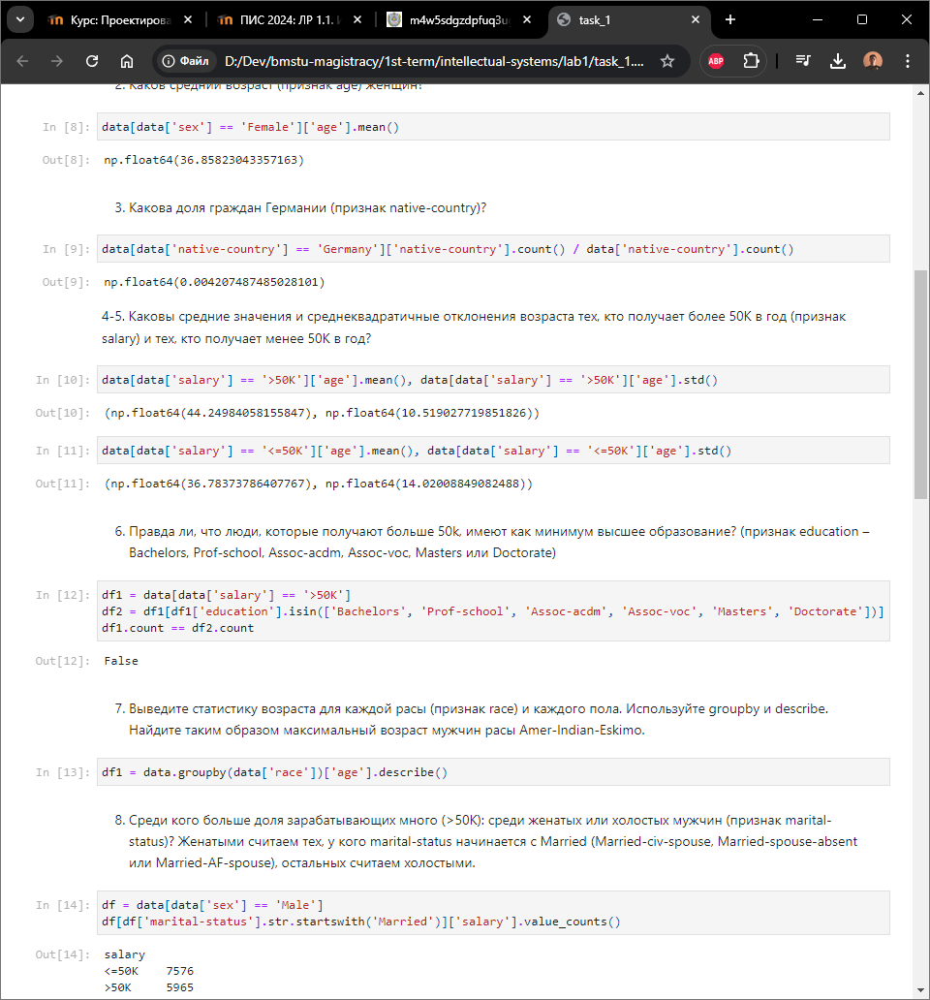 Курс: Проектирова
ПИС 2024: ЛР 1.1. И
m4w5sdgzdpfuq3u
task_1
Файл
D:/Dev/bmstu-magistracy/1st-term/intellectual-systems/lab1/task_1....
ABP
2. Каков средний возраст (признак age) женщин?
In [8]: data[data['sex'] == 'Female']['age'].mean()
Out[8]: np.float64(36.85823043357163)
3. Какова доля граждан Германии (признак native-country)?
In [9]: data[data['native-country'] == 'Germany']['native-country'].count() / data['native-country'].count()
Out[9]: np.float64(0.004207487485028101)
4-5. Каковы средние значения и среднеквадратичные отклонения возраста тех, кто получает более 50K в год (признак
salary) и тех, кто получает менее 50K в год?
In [10]: data[data['salary'] == '>50K']['age'].mean(), data[data['salary'] == '>50K']['age'].std()
Out[10]: (np.float64(44.24984058155847), np.float64(10.519027719851826))
In [11]: data[data['salary'] == '<=50K']['age'].mean(), data[data['salary'] == '<=50K']['age'].std()
Out[11]: (np.float64(36.78373786407767), np.float64(14.02008849082488))
6. Правда ли, что люди, которые получают больше 50k, имеют как минимум высшее образование? (признак education –
Bachelors, Prof-school, Assoc-acdm, Assoc-voc, Masters или Doctorate)
In [12]: df1 = data[data['salary'] == '>50K']
df2 = df1[df1['education'].isin(['Bachelors', 'Prof-school', 'Assoc-acdm', 'Assoc-voc', 'Masters', 'Doctorate'])]
df1.count == df2.count
Out[12]: False
7. Выведите статистику возраста для каждой расы (признак race) и каждого пола. Используйте groupby и describe.
Найдите таким образом максимальный возраст мужчин расы Amer-Indian-Eskimo.
In [13]: df1 = data.groupby(data['race'])['age'].describe()
8. Среди кого больше доля зарабатывающих много (>50K): среди женатых или холостых мужчин (признак marital-
status)? Женатыми считаем тех, у кого marital-status начинается с Married (Married-civ-spouse, Married-spouse-absent
или Married-AF-spouse), остальных считаем холостыми.
In [14]: df = data[data['sex'] == 'Male']
df[df['marital-status'].str.startswith('Married')]['salary'].value_counts()
Out[14]: salary
<=50K 7576
>50K 5965